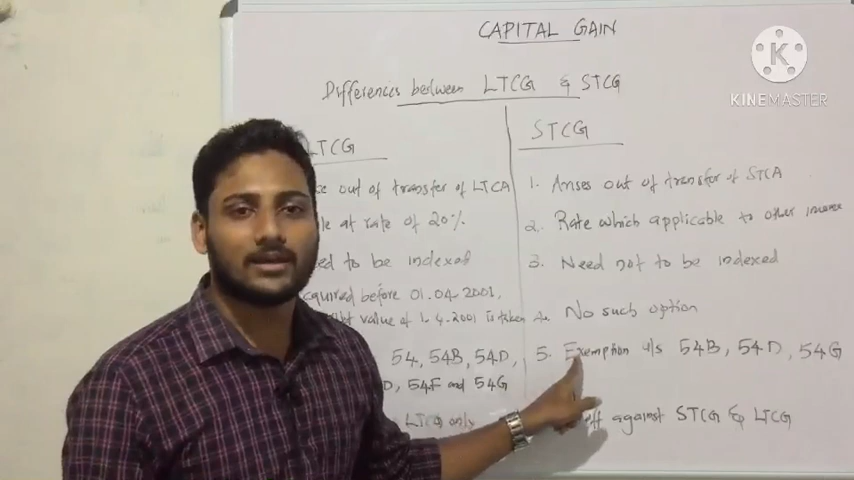 CAPITAL GAIN
KINEMASTER
Differences between LTCG & STCG
LTCG
out of transfer of LTCA
at rate of 20%
to be indexed
before 01.04.2001,
value of 1.4.2001 is taken
54, 54B, 54D,
54F and 54G
LTCG only
STCG
1. Arises out of transfer of STCA
2. Rate which applicable to other income
3. Need not to be indexed
No such option
5. Exemption u/s 54B, 54D, 54G
against STCG & LTCG